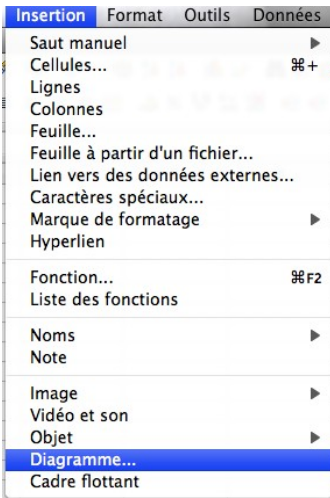 Insertion Format Outils Données
Saut manuel ▶
Cellules... ⌘+
Lignes
Colonnes
Feuille...
Feuille à partir d'un fichier...
Lien vers des données externes...
Caractères spéciaux...
Marque de formatage ▶
Hyperlien
Fonction... ⌘F2
Liste des fonctions
Noms ▶
Note
Image ▶
Vidéo et son
Objet ▶
Diagramme...
Cadre flottant